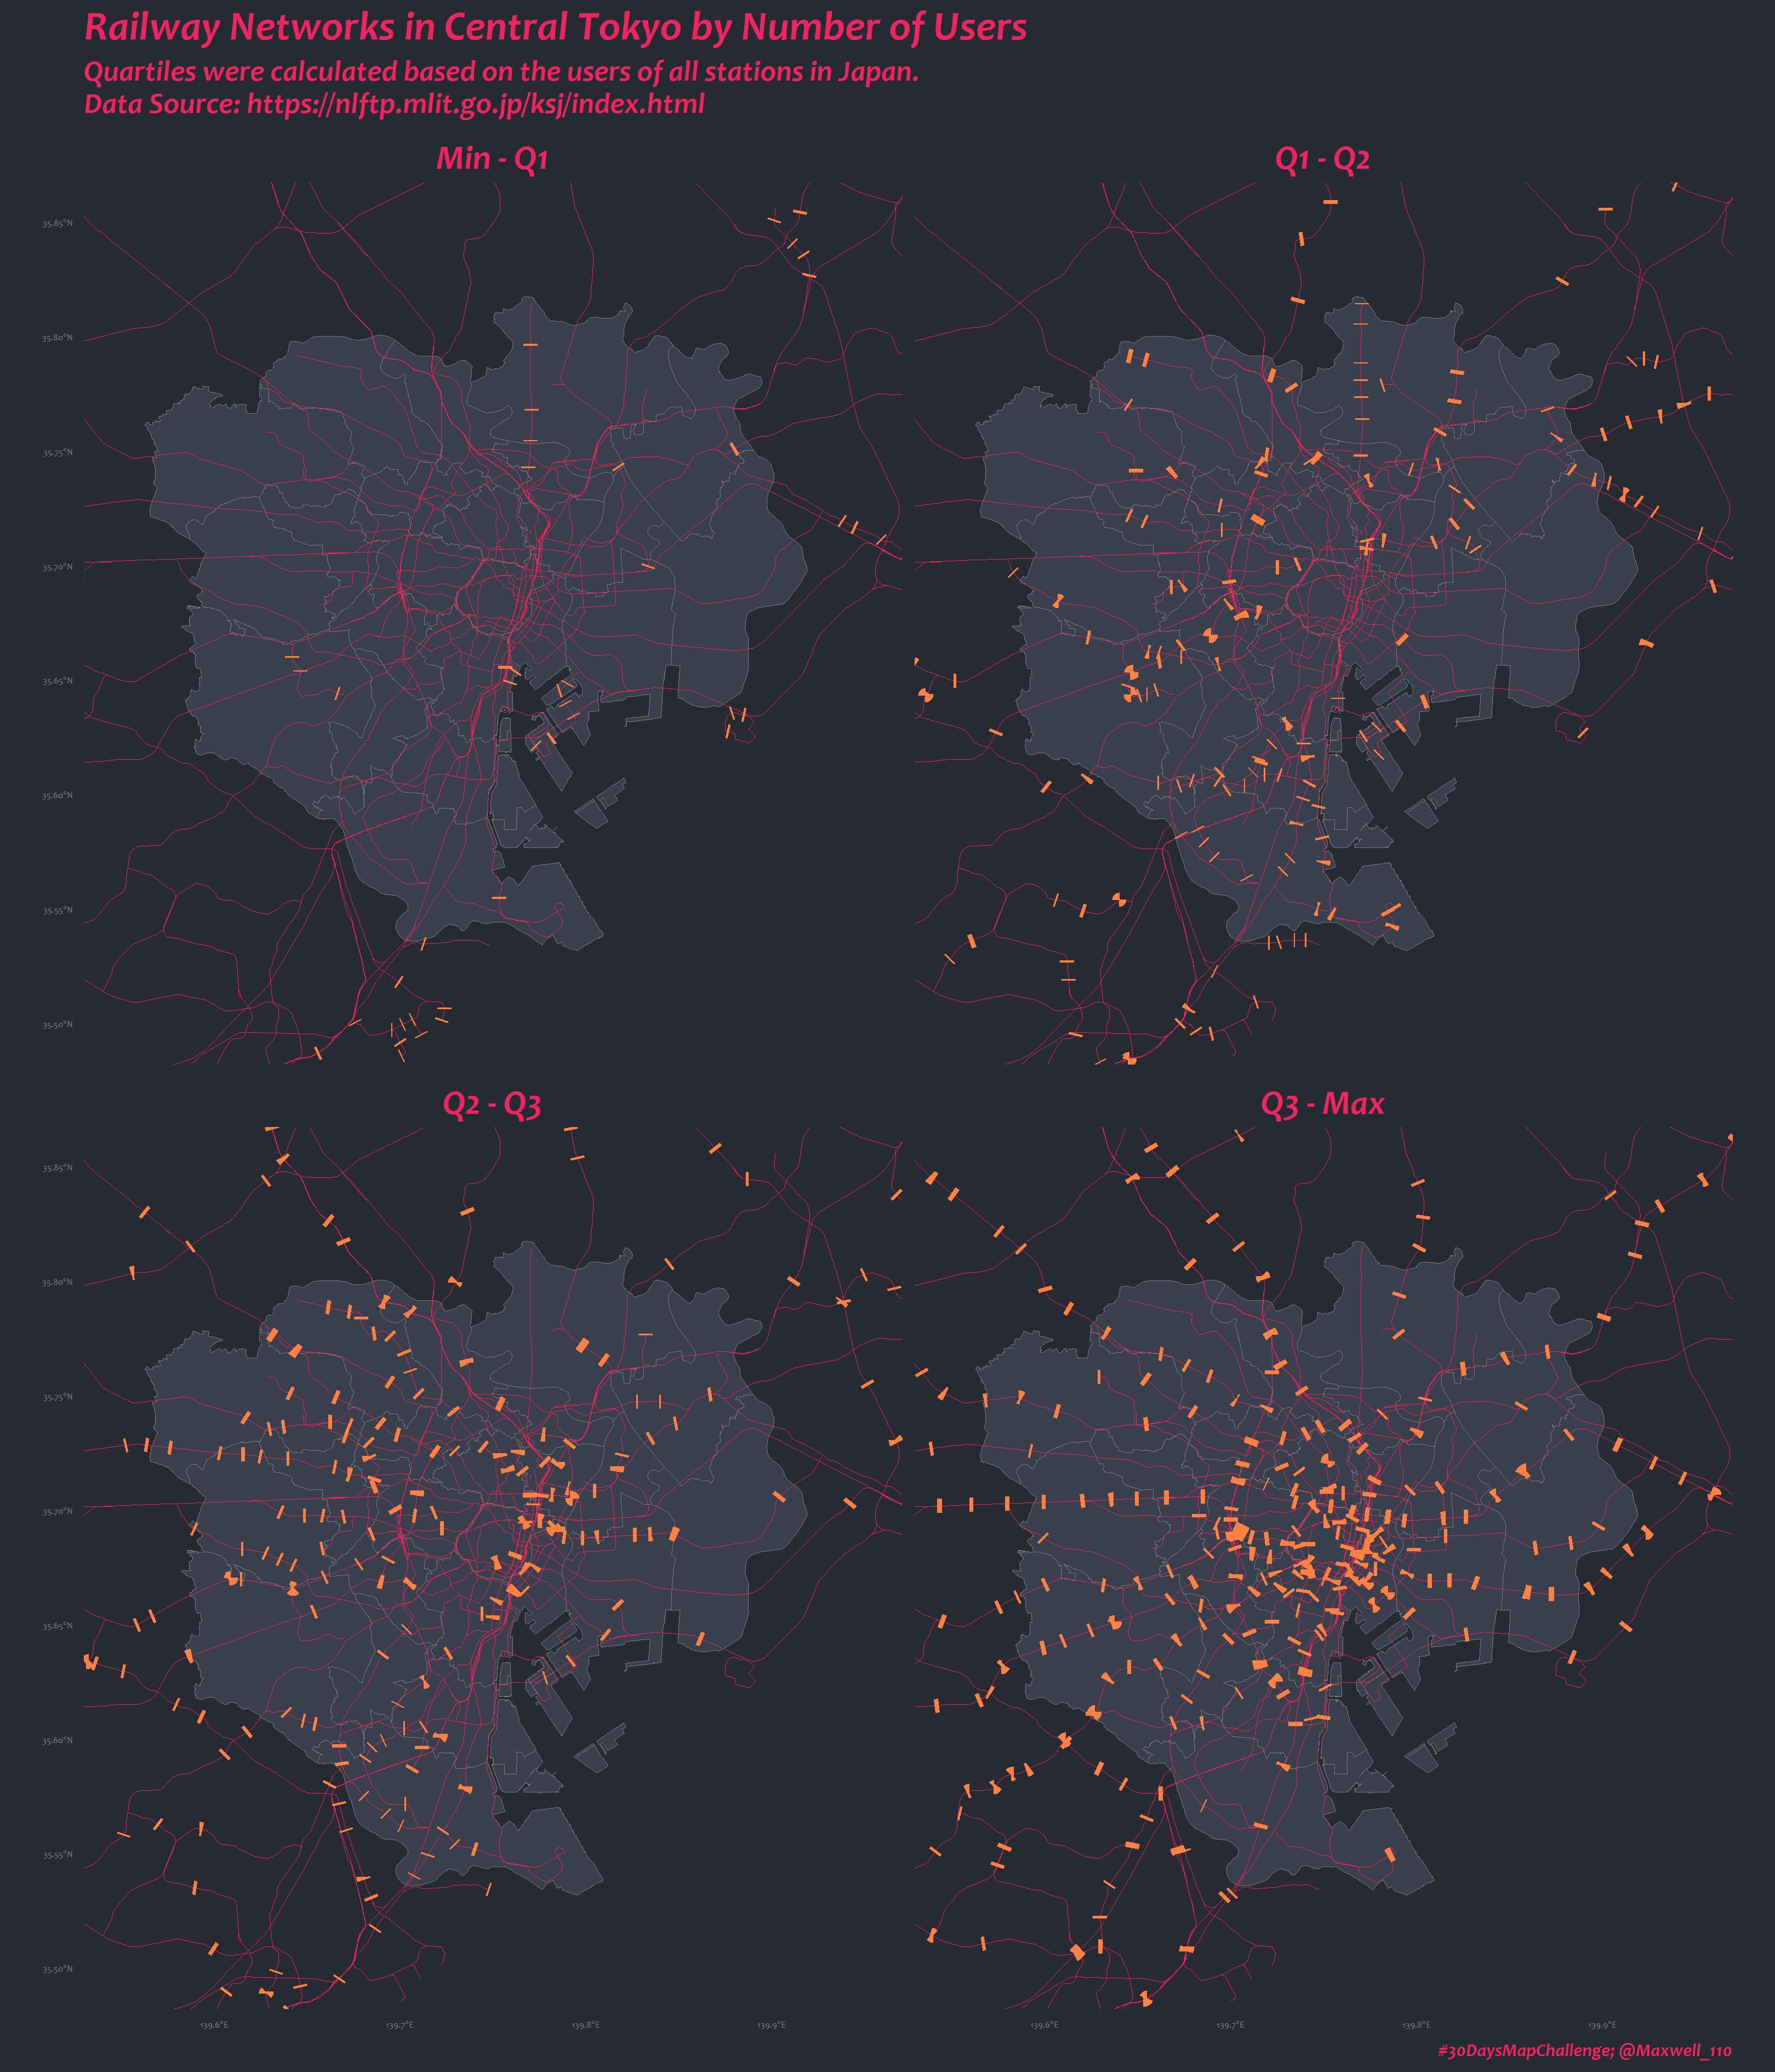 Railway Networks in Central Tokyo by Number of Users
Quartiles were calculated based on the users of all stations in Japan.
Data Source: https://nlftp.mlit.go.jp/ksj/index.html
Min - Q1
Q1 - Q2
35.85°N
35.80°N
35.75°N
35.70°N
35.65°N
35.60°N
35.55°N
35.50°N
Q2 - Q3
Q3 - Max
35.85°N
35.80°N
35.75°N
35.70°N
35.65°N
35.60°N
35.55°N
35.50°N
139.6°E 139.7°E 139.8°E 139.9°E 139.6°E 139.7°E 139.8°E 139.9°E
#30DaysMapChallenge; @Maxwell_110